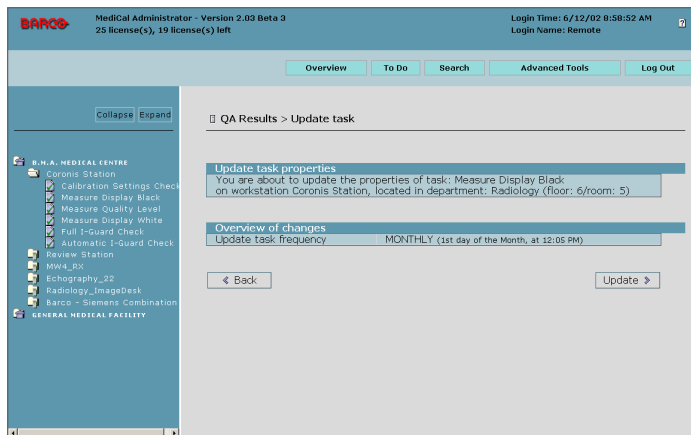 BARCO
MediCal Administrator - Version 2.03 Beta 3
25 license(s), 19 license(s) left
Login Time: 6/12/02 8:58:52 AM
Login Name: Remote
?
Overview To Do Search Advanced Tools Log Out
Collapse Expand
QA Results > Update task
B.M.A. MEDICAL CENTRE
Coronis Station
Calibration Settings Check
Measure Display Black
Measure Quality Level
Measure Display White
Full I-Guard Check
Automatic I-Guard Check
Review Station
MW4_RX
Echography_22
Radiology_ImageDesk
Barco - Siemens Combination
GENERAL MEDICAL FACILITY
Update task properties
You are about to update the properties of task: Measure Display Black
on workstation Coronis Station, located in department: Radiology (floor: 6/room: 5)
Overview of changes
Update task frequency MONTHLY (1st day of the Month, at 12:05 PM)
Back
Update